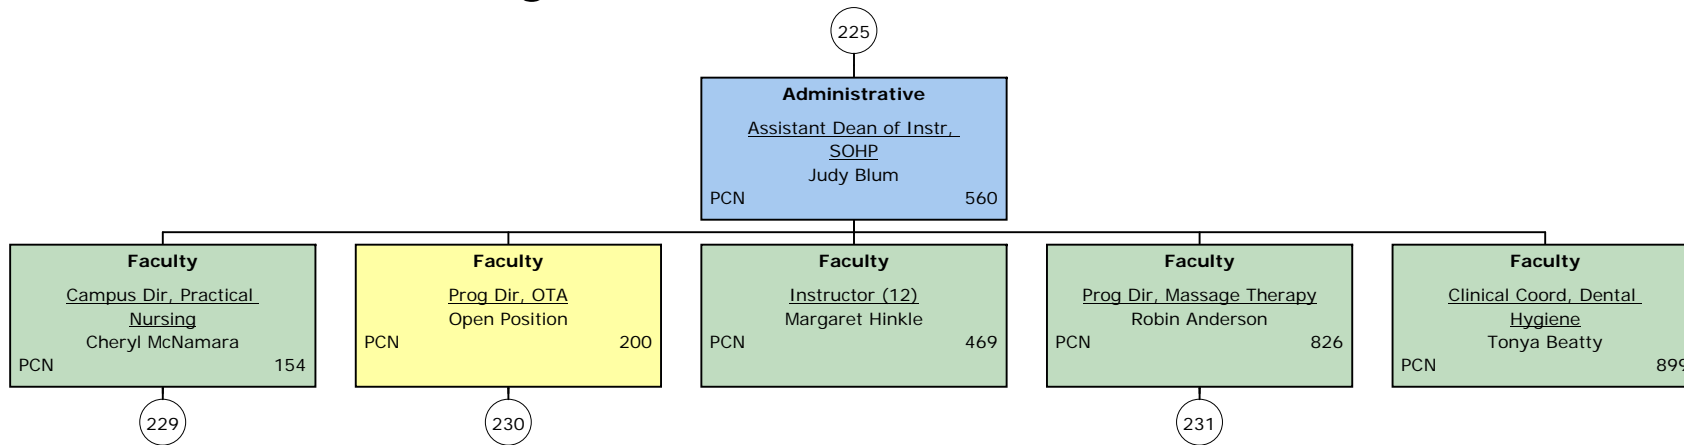 225
Administrative
Assistant Dean of Instr,
SOHP
Judy Blum
PCN 560
Faculty
Campus Dir, Practical
Nursing
Cheryl McNamara
PCN 154
229
Faculty
Prog Dir, OTA
Open Position
PCN 200
230
Faculty
Instructor (12)
Margaret Hinkle
PCN 469
Faculty
Prog Dir, Massage Therapy
Robin Anderson
PCN 826
231
Faculty
Clinical Coord, Dental
Hygiene
Tonya Beatty
PCN 899